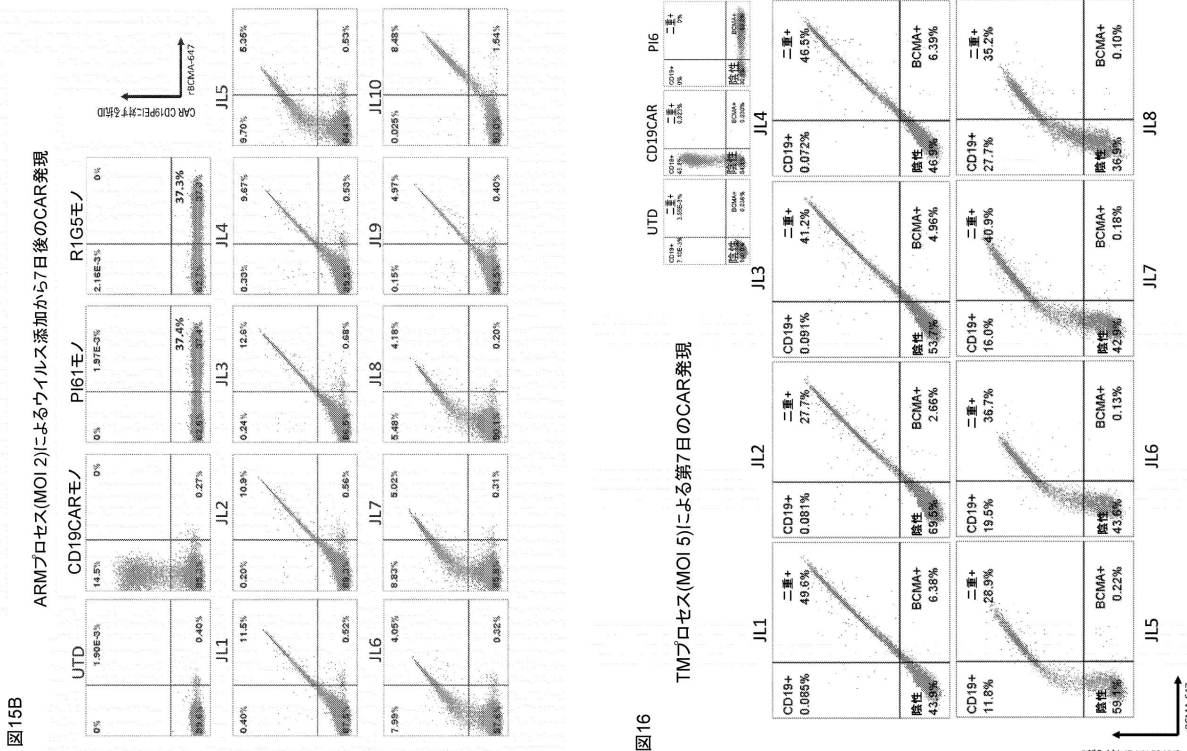 図15B
ARMプロセス(MOI 2)によるウイルス添加から7日後のCAR発現
UTD
CD19CARモノ
PI61モノ
R1G5モノ
0%
1.90E-3%
0.40%
14.5%
0%
0.27%
0%
1.97E-3%
37.4%
2.16E-3%
0%
37.3%
CAR CD19PEに対する抗ID
rBCMA-647
JL1
JL2
JL3
JL4
JL5
0.40%
11.5%
0.52%
0.20%
10.9%
0.56%
0.24%
12.6%
0.68%
0.33%
9.67%
0.53%
9.70%
5.35%
0.53%
JL6
JL7
JL8
JL9
JL10
7.99%
4.05%
0.32%
8.83%
5.02%
0.31%
5.48%
4.18%
0.20%
0.15%
4.97%
0.40%
0.025%
8.48%
1.54%
図16
TMプロセス(MOI 5)による第7日のCAR発現
UTD
CD19CAR
PI6
JL1
JL2
JL3
JL4
CD19+
0.085%
二重+
49.6%
陰性
43.9%
BCMA+
6.38%
CD19+
0.081%
二重+
27.7%
陰性
69.5%
BCMA+
2.66%
CD19+
0.091%
二重+
41.2%
陰性
53.7%
BCMA+
4.96%
CD19+
0.072%
二重+
46.5%
陰性
46.9%
BCMA+
6.39%
CD19+
11.8%
二重+
28.9%
陰性
59.1%
BCMA+
0.22%
CD19+
19.5%
二重+
36.7%
陰性
43.6%
BCMA+
0.13%
CD19+
16.0%
二重+
40.9%
陰性
42.9%
BCMA+
0.18%
CD19+
27.7%
二重+
35.2%
陰性
36.9%
BCMA+
0.10%
JL5
JL6
JL7
JL8